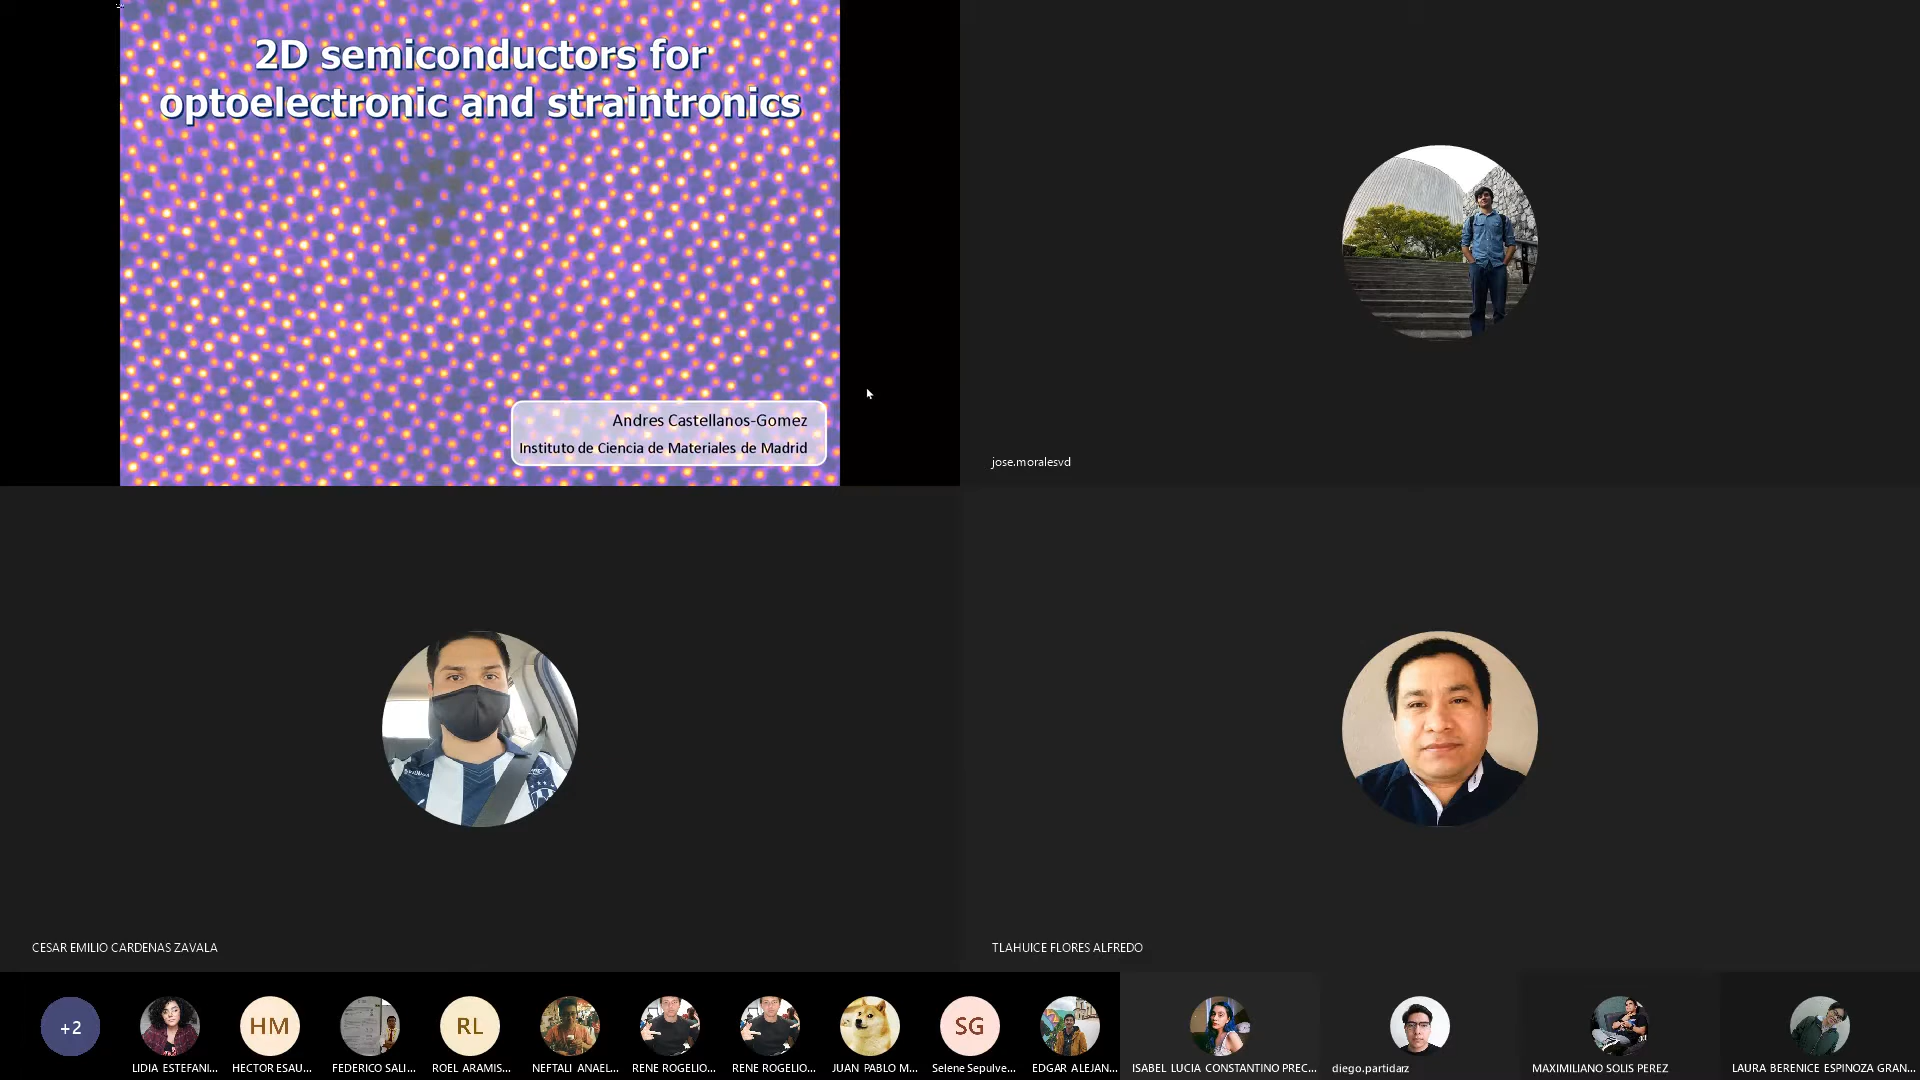 2D semiconductors for
optoelectronic and straintronics
Andres Castellanos-Gomez
Instituto de Ciencia de Materiales de Madrid
jose.moralesvd
CESAR EMILIO CARDENAS ZAVALA
TLAHUICE FLORES ALFREDO
+2
HM
RL
SG
LIDIA ESTEFANI...
HECTOR ESAU...
FEDERICO SALI...
ROEL ARAMIS...
NEFTALI ANAEL...
RENE ROGELIO...
RENE ROGELIO...
JUAN PABLO M...
Selene Sepulve...
EDGAR ALEJAN...
ISABEL LUCIA CONSTANTINO PREC...
diego.partidarz
MAXIMILIANO SOLIS PEREZ
LAURA BERENICE ESPINOZA GRAN...